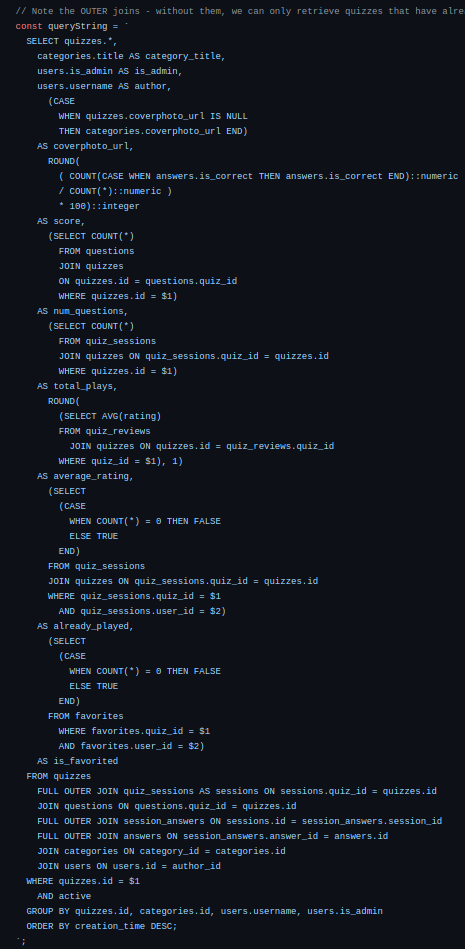 // Note the OUTER joins - without them, we can only retrieve quizzes that have
const queryString = `
SELECT quizzes.*,
categories.title AS category_title,
users.is_admin AS is_admin,
users.username AS author,
(CASE
WHEN quizzes.coverphoto_url IS NULL
THEN categories.coverphoto_url END)
AS coverphoto_url,
ROUND(
( COUNT(CASE WHEN answers.is_correct THEN answers.is_correct END)::numeric
/ COUNT(*)::numeric )
* 100)::integer
AS score,
(SELECT COUNT(*)
FROM questions
JOIN quizzes
ON quizzes.id = questions.quiz_id
WHERE quizzes.id = $1)
AS num_questions,
(SELECT COUNT(*)
FROM quiz_sessions
JOIN quizzes ON quiz_sessions.quiz_id = quizzes.id
WHERE quizzes.id = $1)
AS total_plays,
ROUND(
(SELECT AVG(rating)
FROM quiz_reviews
JOIN quizzes ON quizzes.id = quiz_reviews.quiz_id
WHERE quiz_id = $1), 1)
AS average_rating,
(SELECT
(CASE
WHEN COUNT(*) = 0 THEN FALSE
ELSE TRUE
END)
FROM quiz_sessions
JOIN quizzes ON quiz_sessions.quiz_id = quizzes.id
WHERE quiz_sessions.quiz_id = $1
AND quiz_sessions.user_id = $2)
AS already_played,
(SELECT
(CASE
WHEN COUNT(*) = 0 THEN FALSE
ELSE TRUE
END)
FROM favorites
WHERE favorites.quiz_id = $1
AND favorites.user_id = $2)
AS is_favorited
FROM quizzes
FULL OUTER JOIN quiz_sessions AS sessions ON sessions.quiz_id = quizzes.id
JOIN questions ON questions.quiz_id = quizzes.id
FULL OUTER JOIN session_answers ON sessions.id = session_answers.session_id
FULL OUTER JOIN answers ON session_answers.answer_id = answers.id
JOIN categories ON category_id = categories.id
JOIN users ON users.id = author_id
WHERE quizzes.id = $1
AND active
GROUP BY quizzes.id, categories.id, users.username, users.is_admin
ORDER BY creation_time DESC;
`;